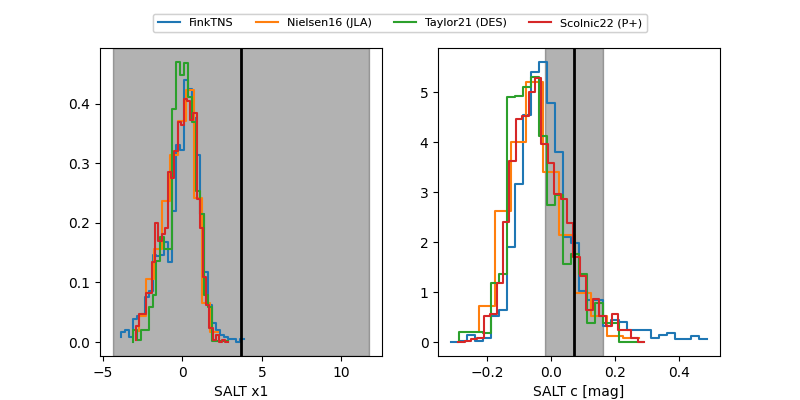 FinkTNS Nielsen16 (JLA) Taylor21 (DES) Scolnic22 (P+)
0.4
0.3
0.2
0.1
0.0
−5 0 5 10
SALT x1
5
4
3
2
1
0
−0.2 0.0 0.2 0.4
SALT c [mag]